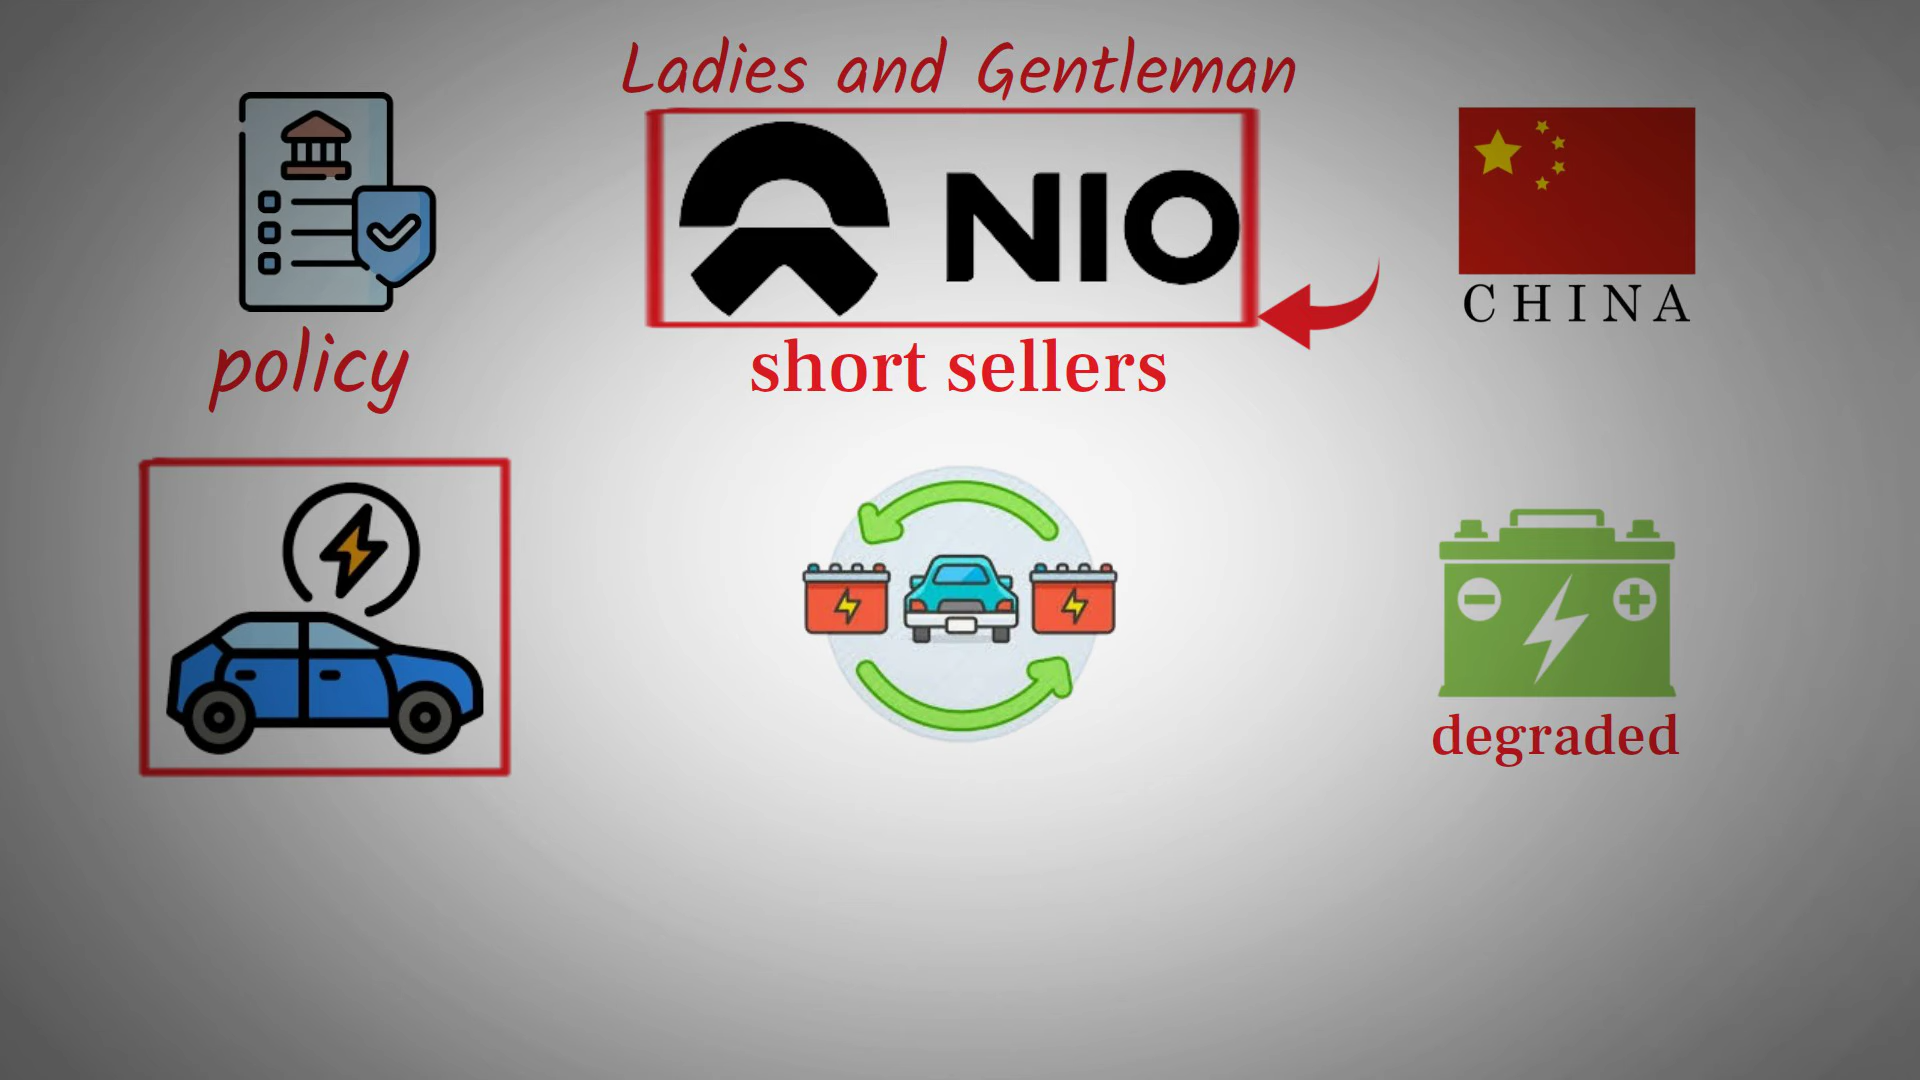 Ladies and Gentleman
NIO
CHINA
policy
short sellers
degraded